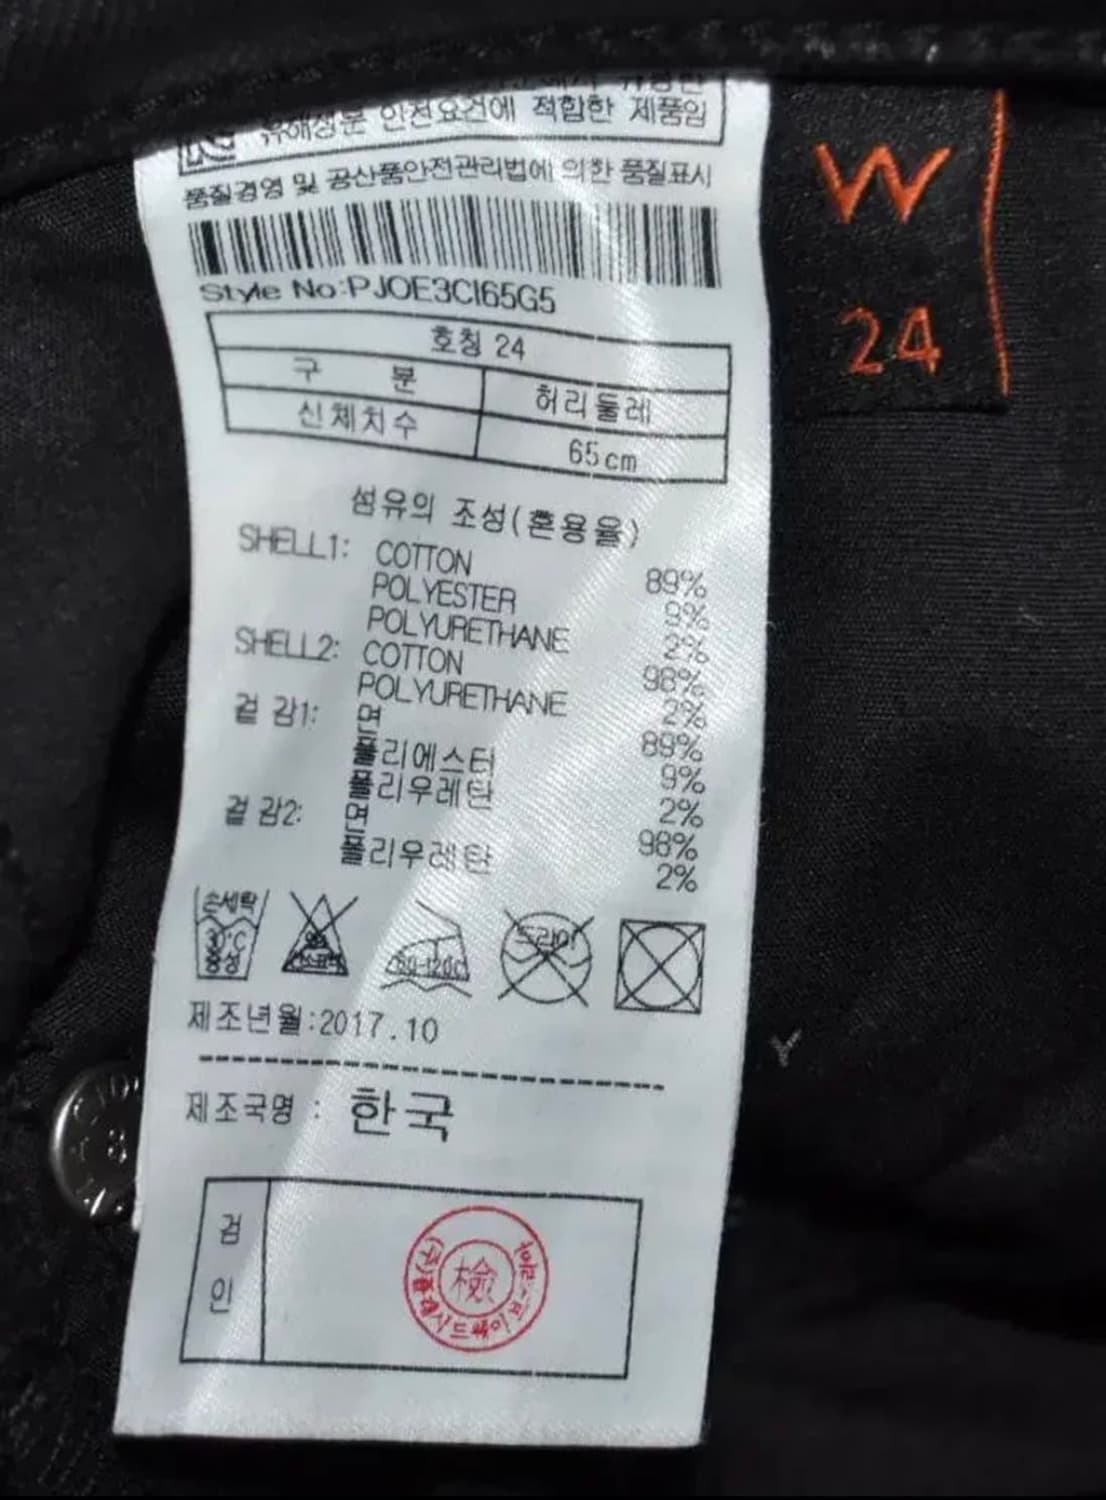 유해성분 안전요건에 적합한 제품임
품질경영 및 공산품안전관리법에 의한 품질표시
Style No:PJOE3CI65G5
호칭 24
구 분 허리둘레
신체치수 65cm
섬유의 조성(혼용율)
SHELL1: COTTON 89%
POLYESTER 9%
POLYURETHANE 2%
SHELL2: COTTON 98%
POLYURETHANE 2%
겉 감1: 면 89%
폴리에스터 9%
폴리우레탄 2%
겉 감2: 면 98%
폴리우레탄 2%
손세탁
30°C
중성
드라이
80-120C
제조년월:2017.10
제조국명 : 한국
검인
檢
W
24